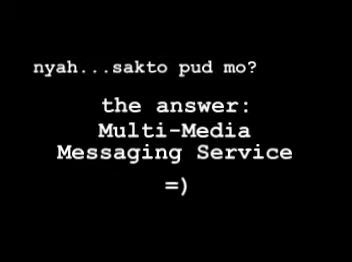 nyah...sakto pud mo?
the answer:
Multi-Media
Messaging Service
=)